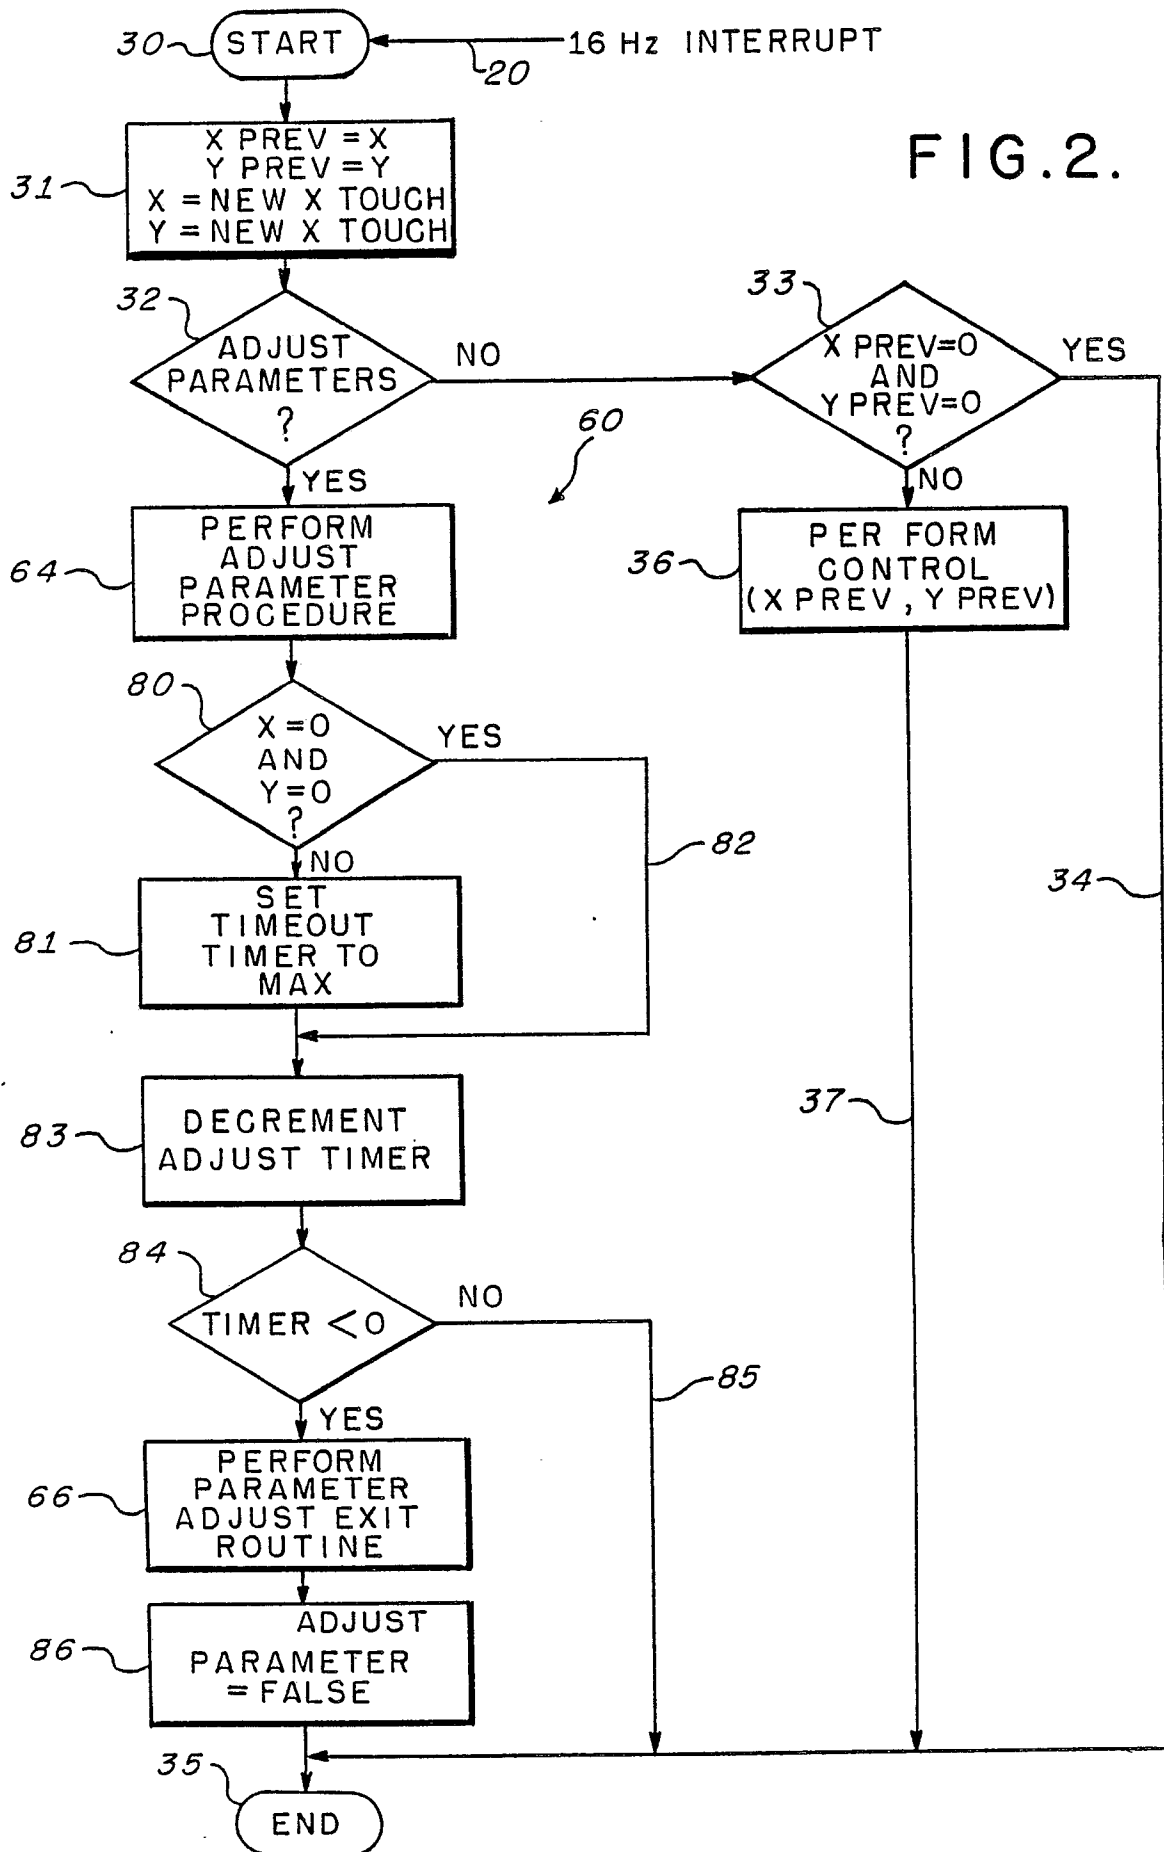 30
START
16 Hz INTERRUPT
20
FIG.2.
31
X PREV = X
Y PREV = Y
X = NEW X TOUCH
Y = NEW X TOUCH
32
ADJUST
PARAMETERS
?
NO
YES
33
X PREV=0
AND
Y PREV=0
?
YES
NO
60
64
PERFORM
ADJUST
PARAMETER
PROCEDURE
36
PER FORM
CONTROL
(X PREV, Y PREV)
80
X=0
AND
Y=0
?
YES
NO
82
34
81
SET
TIMEOUT
TIMER TO
MAX
83
DECREMENT
ADJUST TIMER
37
84
TIMER <0
NO
YES
85
66
PERFORM
PARAMETER
ADJUST EXIT
ROUTINE
86
ADJUST
PARAMETER
= FALSE
35
END